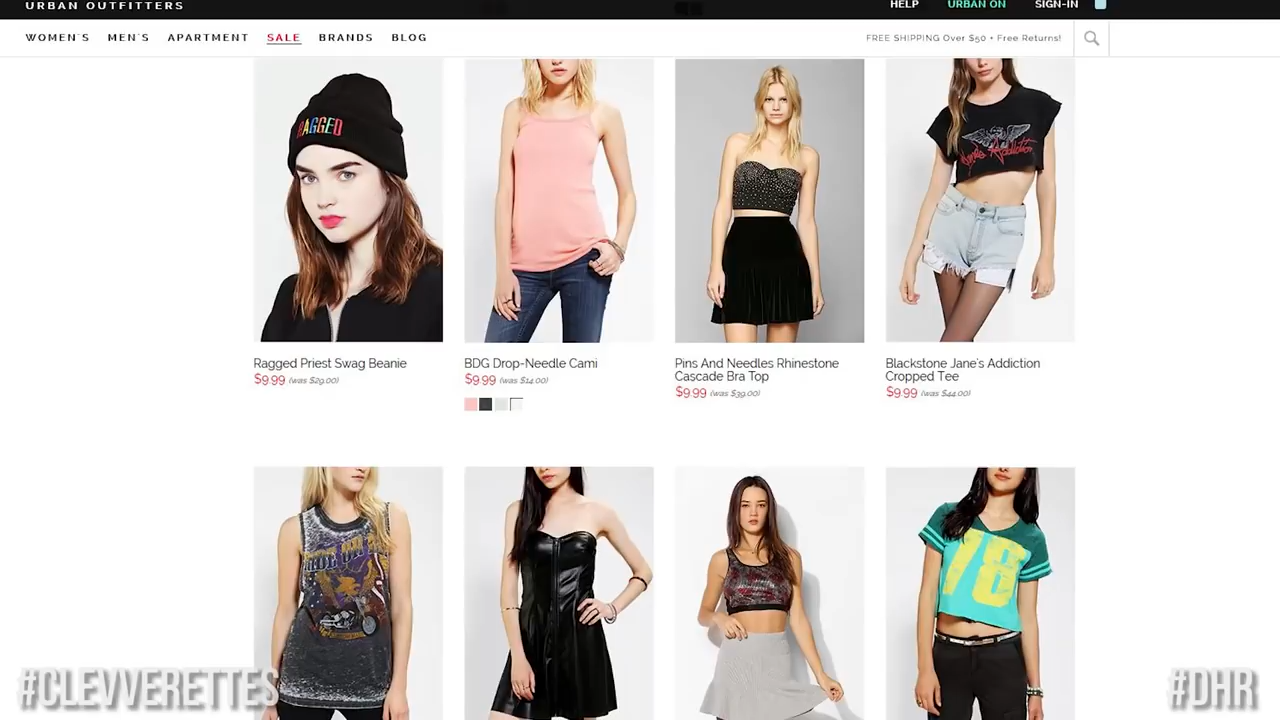 URBAN OUTFITTERS
HELP URBAN ON SIGN-IN
WOMEN'S MEN'S APARTMENT SALE BRANDS BLOG
FREE SHIPPING Over $50 • Free Returns!
RAGGED
Jane's Addiction
Ragged Priest Swag Beanie
$9.99 (was $29.00)
BDG Drop-Needle Cami
$9.99 (was $14.00)
Pins And Needles Rhinestone
Cascade Bra Top
$9.99 (was $39.00)
Blackstone Jane's Addiction
Cropped Tee
$9.99 (was $44.00)
78
#CLEVVERETTES
#DHR